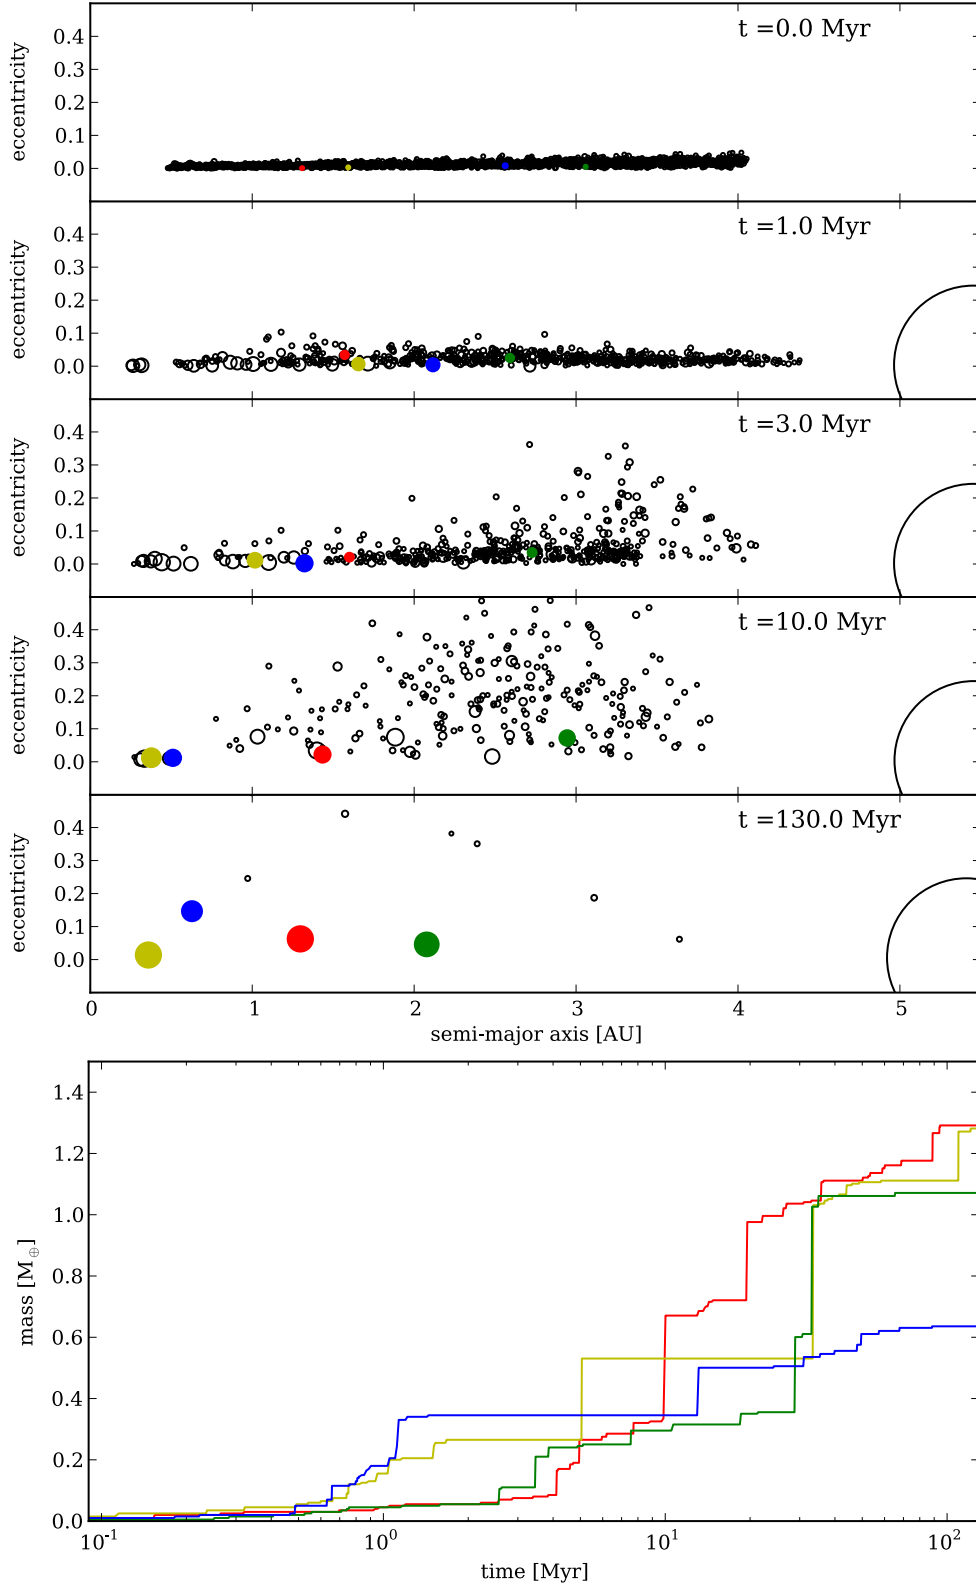 t =0.0 Myr
eccentricity
0.4
0.3
0.2
0.1
0.0
t =1.0 Myr
eccentricity
0.4
0.3
0.2
0.1
0.0
t =3.0 Myr
eccentricity
0.4
0.3
0.2
0.1
0.0
t =10.0 Myr
eccentricity
0.4
0.3
0.2
0.1
0.0
t =130.0 Myr
eccentricity
0.4
0.3
0.2
0.1
0.0
0 1 2 3 4 5
semi-major axis [AU]
mass [M⊕]
1.4
1.2
1.0
0.8
0.6
0.4
0.2
0.0
10⁻¹ 10⁰ 10¹ 10²
time [Myr]